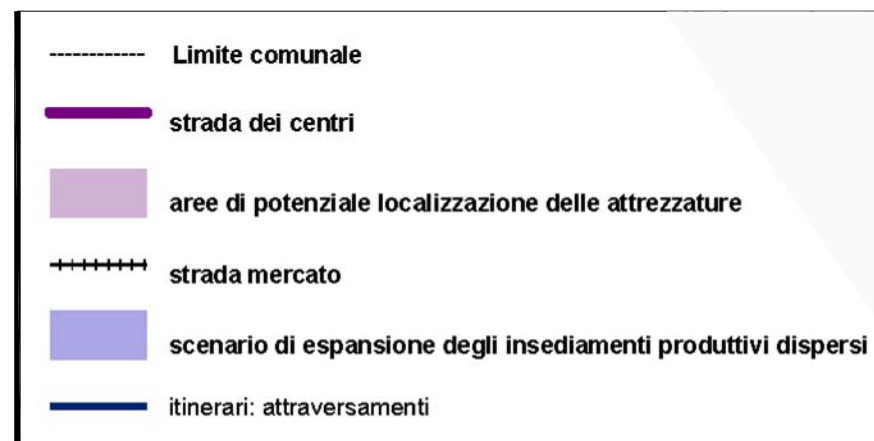 Limite comunale
strada dei centri
aree di potenziale localizzazione delle attrezzature
strada mercato
scenario di espansione degli insediamenti produttivi dispersi
itinerari: attraversamenti